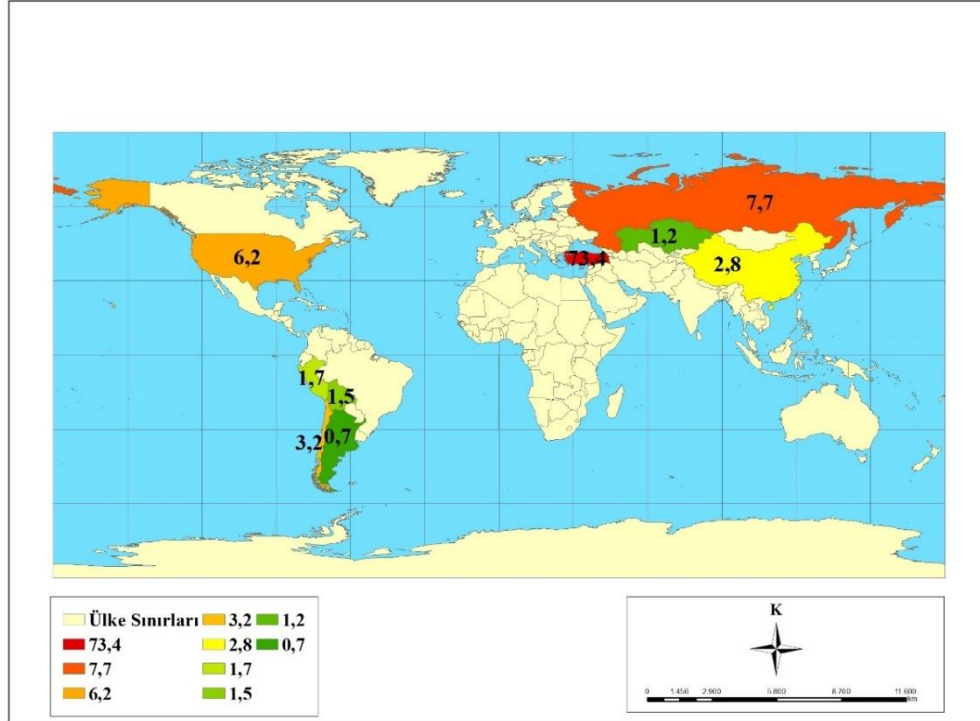 7,7
1,2
6,2
73,4
2,8
1,7
1,5
3,2 0,7
Ülke Sınırları 3,2 1,2
73,4 2,8 0,7
7,7 1,7
6,2 1,5
K
0 1.450 2.900 5.800 8.700 11.600
km